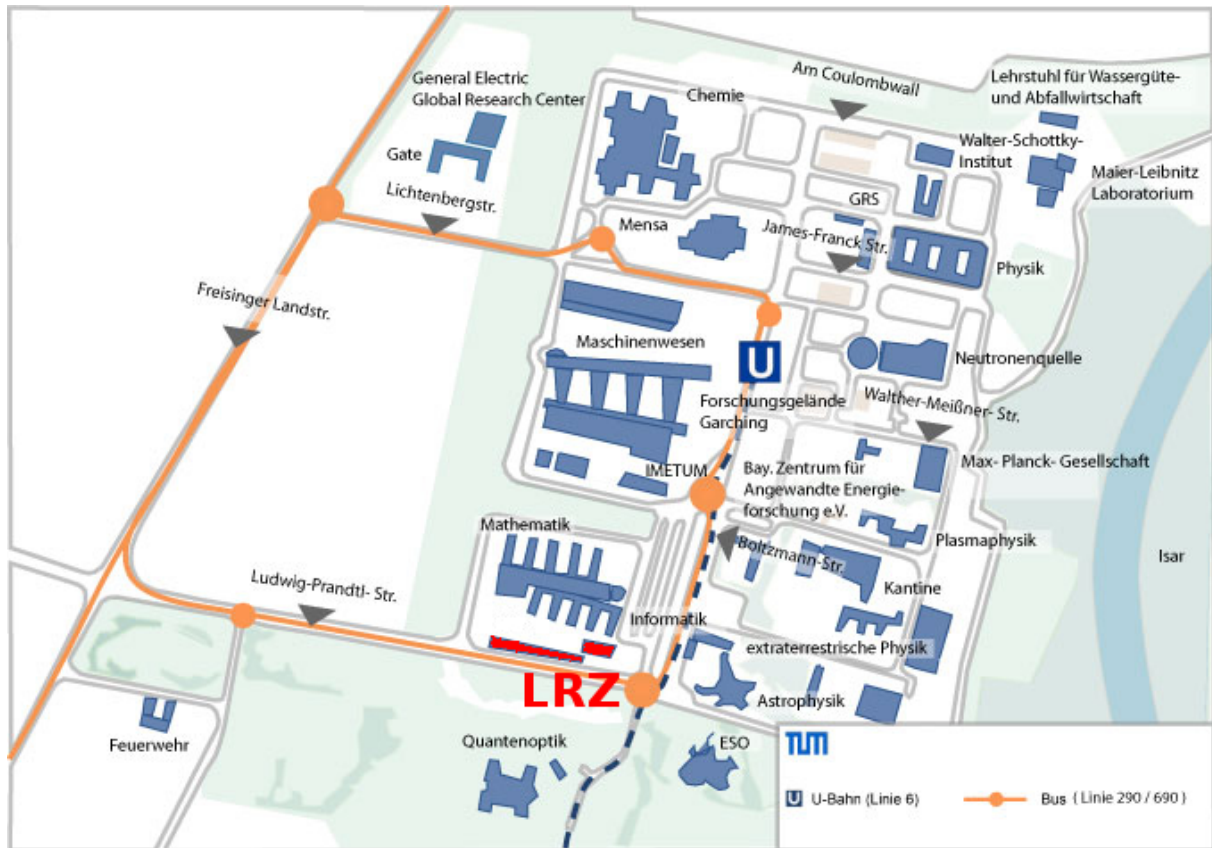 Am Coulombwall
Lehrstuhl für Wassergüte-
und Abfallwirtschaft
General Electric
Global Research Center
Chemie
Walter-Schottky-
Institut
Gate
Maier-Leibnitz
Laboratorium
Lichtenbergstr.
GRS
Mensa
James-Franck Str.
Physik
Freisinger Landstr.
Maschinenwesen
U
Neutronenquelle
Forschungsgelände
Garching
Walther-Meißner- Str.
IMETUM
Bay. Zentrum für
Angewandte Energie-
forschung e.V.
Max- Planck- Gesellschaft
Mathematik
Plasmaphysik
Boltzmann-Str.
Isar
Ludwig-Prandtl- Str.
Kantine
Informatik
extraterrestrische Physik
LRZ
Astrophysik
Feuerwehr
Quantenoptik
ESO
TUM
U U-Bahn (Linie 6)
Bus ( Linie 290 / 690 )